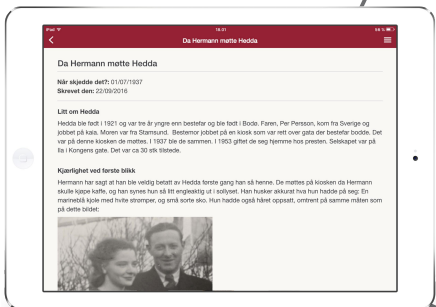 iPad 15.31 56 %
Da Hermann møtte Hedda
Da Hermann møtte Hedda
Når skjedde det?: 01/07/1937
Skrevet den: 22/09/2016
Litt om Hedda
Hedda ble født i 1921 og var tre år yngre enn bestefar og ble født i Bodø. Faren, Per Persson, kom fra Sverige og
jobbet på kaia. Moren var fra Stamsund. Bestemor jobbet på en kiosk som var rett over gata der bestefar bodde. Det
var på denne kiosken de møttes. I 1937 ble de sammen. I 1953 giftet de seg hjemme hos presten. Selskapet var på
Ila i Kongens gate. Det var ca 30 stk tilstede.
Kjærlighet ved første blikk
Hermann har sagt at han ble veldig betatt av Hedda første gang han så henne. De møttes på kiosken da Hermann
skulle kjøpe kaffe, og han synes hun så litt engleaktig ut i sollyset. Han husker akkurat hva hun hadde på seg: En
marineblå kjole med hvite stromper, og små sorte sko. Hun hadde også håret oppsatt, omtrent på samme måten som
på dette bildet: